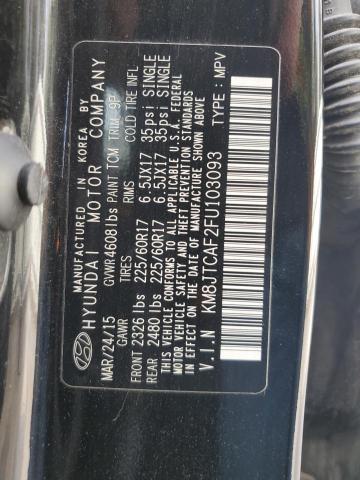 MANUFACTURED IN KOREA BY
HYUNDAI MOTOR COMPANY
MAR/24/15 GVWR 4608lbs PAINT TCM TRIM 9P
GAWR TIRES RIMS COLD TIRE INFL.
FRONT 2326 lbs 225/60R17 6.5JX17 35psi SINGLE
REAR 2480 lbs 225/60R17 6.5JX17 35psi SINGLE
THIS VEHICLE CONFORMS TO ALL APPLICABLE U.S.A. FEDERAL
MOTOR VEHICLE SAFETY AND THEFT PREVENTION STANDARDS
IN EFFECT ON THE DATE OF MANUFACTURE SHOWN ABOVE.
V.I.N KM8JTCAF2FU103093 TYPE : MPV